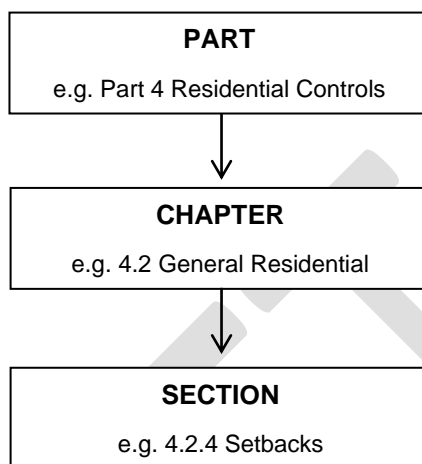 PART
e.g. Part 4 Residential Controls
CHAPTER
e.g. 4.2 General Residential
SECTION
e.g. 4.2.4 Setbacks